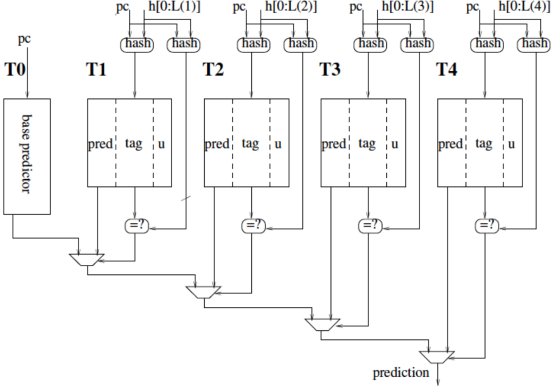 pc h[0:L(1)] pc h[0:L(2)] pc h[0:L(3)] pc h[0:L(4)]
pc hash hash hash hash hash hash hash hash
T0 T1 T2 T3 T4
base predictor
pred tag u pred tag u pred tag u pred tag u
=? =? =? =?
prediction